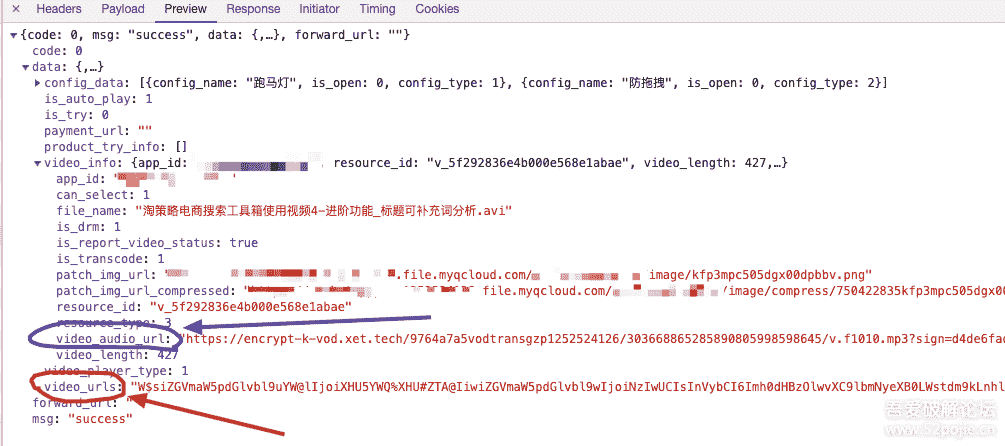 × Headers Payload Preview Response Initiator Timing Cookies
▼{code: 0, msg: "success", data: {,…}, forward_url: ""}
code: 0
▼data: {,…}
▶config_data: [{config_name: "跑马灯", is_open: 0, config_type: 1}, {config_name: "防拖拽", is_open: 0, config_type: 2}]
is_auto_play: 1
is_try: 0
payment_url: ""
product_try_info: []
▼video_info: {app_id: resource_id: "v_5f292836e4b000e568e1abae", video_length: 427,…}
app_id: "
can_select: 1
file_name: "淘策略电商搜索工具箱使用视频4-进阶功能_标题可补充词分析.avi"
is_drm: 1
is_report_video_status: true
is_transcode: 1
patch_img_url: " .file.myqcloud.com/ image/kfp3mpc505dgx00dpbbv.png"
patch_img_url_compressed: " file.myqcloud.com/ /image/compress/750422835kfp3mpc505dgx00
resource_id: "v_5f292836e4b000e568e1abae"
resource_type: 3
video_audio_url: "https://encrypt-k-vod.xet.tech/9764a7a5vodtransgzp1252524126/303668865285890805998598645/v.f1010.mp3?sign=d4de6fac
video_length: 427
video_player_type: 1
video_urls: "W$siZGVmaW5pdGlvbl9uYW@lIjoiXHU5YWQ%XHU#ZTA@IiwiZGVmaW5pdGlvbl9wIjoiNzIwUCIsInVybCI6Imh0dHBzOlwvXC9lbmNyeXB0LWstdm9kLnhl
forward_url: "
msg: "success"
吾爱破解论坛
www.52pojie.cn